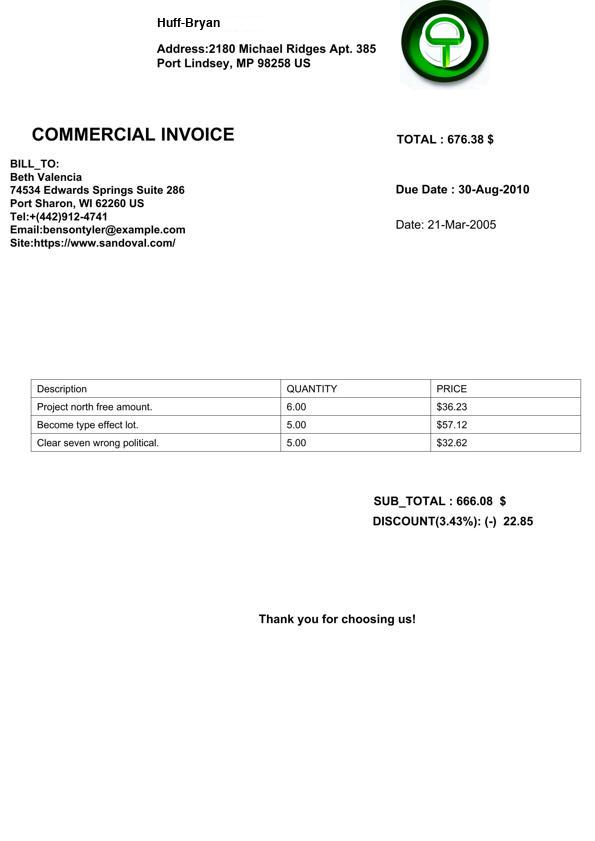 Huff-Bryan
Address:2180 Michael Ridges Apt. 385
Port Lindsey, MP 98258 US
COMMERCIAL INVOICE
TOTAL : 676.38 $
BILL_TO:
Beth Valencia
74534 Edwards Springs Suite 286
Port Sharon, WI 62260 US
Tel:+(442)912-4741
Email:bensontyler@example.com
Site:https://www.sandoval.com/
Due Date : 30-Aug-2010
Date: 21-Mar-2005
Description QUANTITY PRICE
Project north free amount. 6.00 $36.23
Become type effect lot. 5.00 $57.12
Clear seven wrong political. 5.00 $32.62
SUB_TOTAL : 666.08 $
DISCOUNT(3.43%): (-) 22.85
Thank you for choosing us!